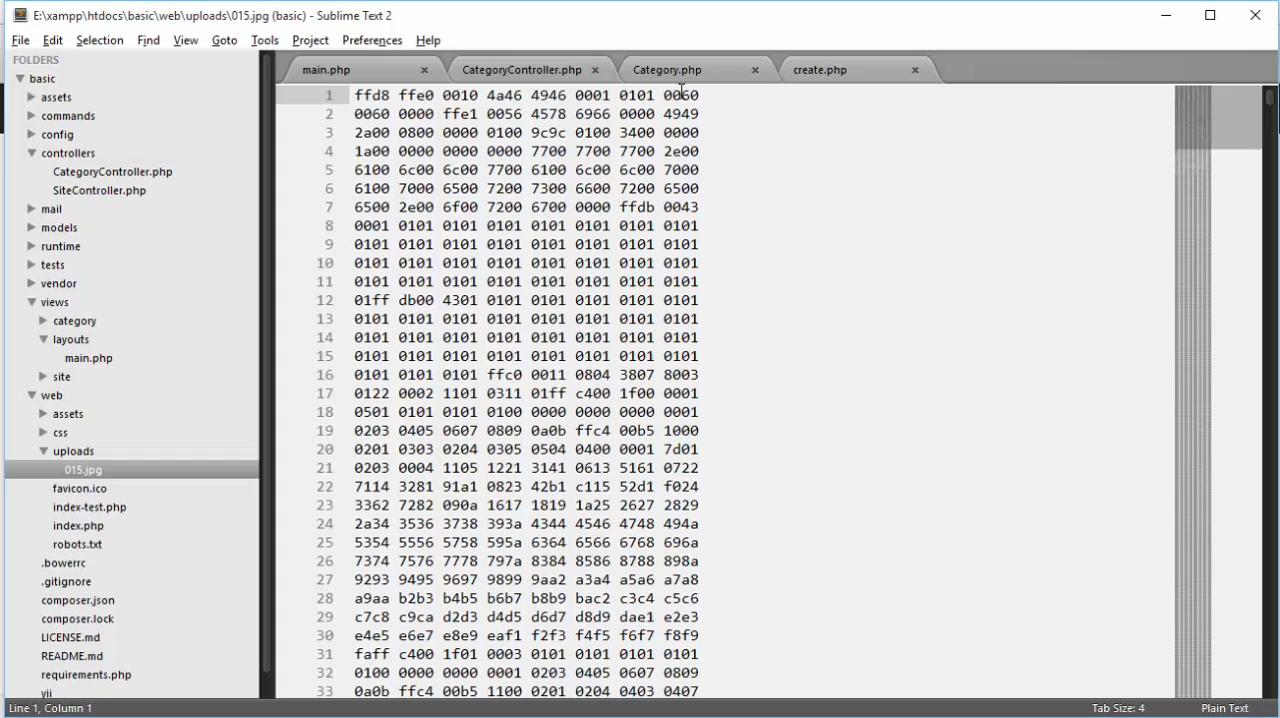 E:\xampp\htdocs\basic\web\uploads\015.jpg (basic) - Sublime Text 2
File Edit Selection Find View Goto Tools Project Preferences Help
FOLDERS
basic
assets
commands
config
controllers
CategoryController.php
SiteController.php
mail
models
runtime
tests
vendor
views
category
layouts
main.php
site
web
assets
css
uploads
015.jpg
favicon.ico
index-test.php
index.php
robots.txt
.bowerrc
.gitignore
composer.json
composer.lock
LICENSE.md
README.md
requirements.php
yii
main.php CategoryController.php Category.php create.php
1 ffd8 ffe0 0010 4a46 4946 0001 0101 0060
2 0060 0000 ffe1 0056 4578 6966 0000 4949
3 2a00 0800 0000 0100 9c9c 0100 3400 0000
4 1a00 0000 0000 0000 7700 7700 7700 2e00
5 6100 6c00 6c00 7700 6100 6c00 6c00 7000
6 6100 7000 6500 7200 7300 6600 7200 6500
7 6500 2e00 6f00 7200 6700 0000 ffdb 0043
8 0001 0101 0101 0101 0101 0101 0101 0101
9 0101 0101 0101 0101 0101 0101 0101 0101
10 0101 0101 0101 0101 0101 0101 0101 0101
11 0101 0101 0101 0101 0101 0101 0101 0101
12 01ff db00 4301 0101 0101 0101 0101 0101
13 0101 0101 0101 0101 0101 0101 0101 0101
14 0101 0101 0101 0101 0101 0101 0101 0101
15 0101 0101 0101 0101 0101 0101 0101 0101
16 0101 0101 0101 ffc0 0011 0804 3807 8003
17 0122 0002 1101 0311 01ff c400 1f00 0001
18 0501 0101 0101 0100 0000 0000 0000 0001
19 0203 0405 0607 0809 0a0b ffc4 00b5 1000
20 0201 0303 0204 0305 0504 0400 0001 7d01
21 0203 0004 1105 1221 3141 0613 5161 0722
22 7114 3281 91a1 0823 42b1 c115 52d1 f024
23 3362 7282 090a 1617 1819 1a25 2627 2829
24 2a34 3536 3738 393a 4344 4546 4748 494a
25 5354 5556 5758 595a 6364 6566 6768 696a
26 7374 7576 7778 797a 8384 8586 8788 898a
27 9293 9495 9697 9899 9aa2 a3a4 a5a6 a7a8
28 a9aa b2b3 b4b5 b6b7 b8b9 bac2 c3c4 c5c6
29 c7c8 c9ca d2d3 d4d5 d6d7 d8d9 dae1 e2e3
30 e4e5 e6e7 e8e9 eaf1 f2f3 f4f5 f6f7 f8f9
31 faff c400 1f01 0003 0101 0101 0101 0101
32 0100 0000 0000 0001 0203 0405 0607 0809
33 0a0b ffc4 00b5 1100 0201 0204 0403 0407
Line 1, Column 1 Tab Size: 4 Plain Text